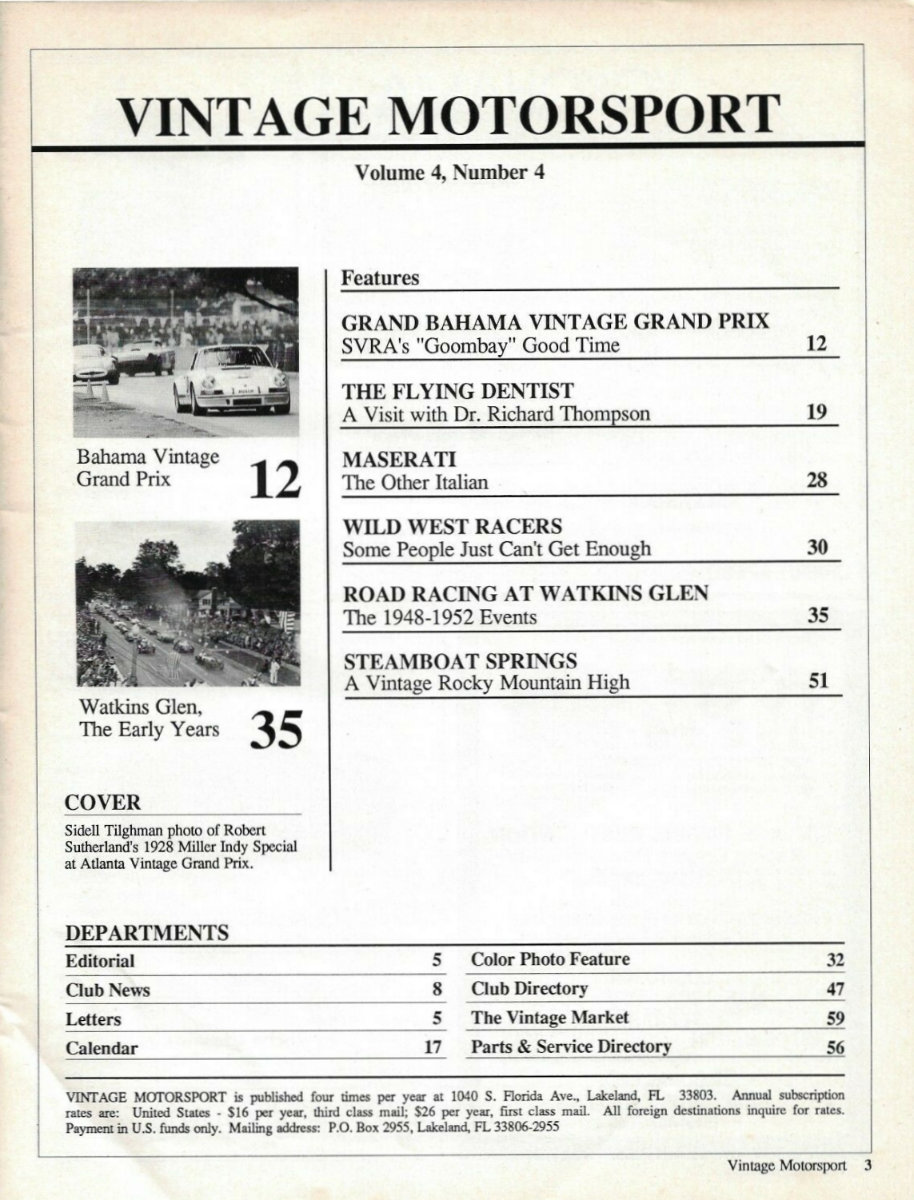 VINTAGE MOTORSPORT
Volume 4, Number 4
Bahama Vintage
Grand Prix
12
Watkins Glen,
The Early Years
35
COVER
Sidell Tilghman photo of Robert
Sutherland's 1928 Miller Indy Special
at Atlanta Vintage Grand Prix.
Features
GRAND BAHAMA VINTAGE GRAND PRIX
SVRA's "Goombay" Good Time 12
THE FLYING DENTIST
A Visit with Dr. Richard Thompson 19
MASERATI
The Other Italian 28
WILD WEST RACERS
Some People Just Can't Get Enough 30
ROAD RACING AT WATKINS GLEN
The 1948-1952 Events 35
STEAMBOAT SPRINGS
A Vintage Rocky Mountain High 51
DEPARTMENTS
Editorial 5
Club News 8
Letters 5
Calendar 17
Color Photo Feature 32
Club Directory 47
The Vintage Market 59
Parts & Service Directory 56
VINTAGE MOTORSPORT is published four times per year at 1040 S. Florida Ave., Lakeland, FL 33803. Annual subscription
rates are: United States - $16 per year, third class mail; $26 per year, first class mail. All foreign destinations inquire for rates.
Payment in U.S. funds only. Mailing address: P.O. Box 2955, Lakeland, FL 33806-2955
Vintage Motorsport 3